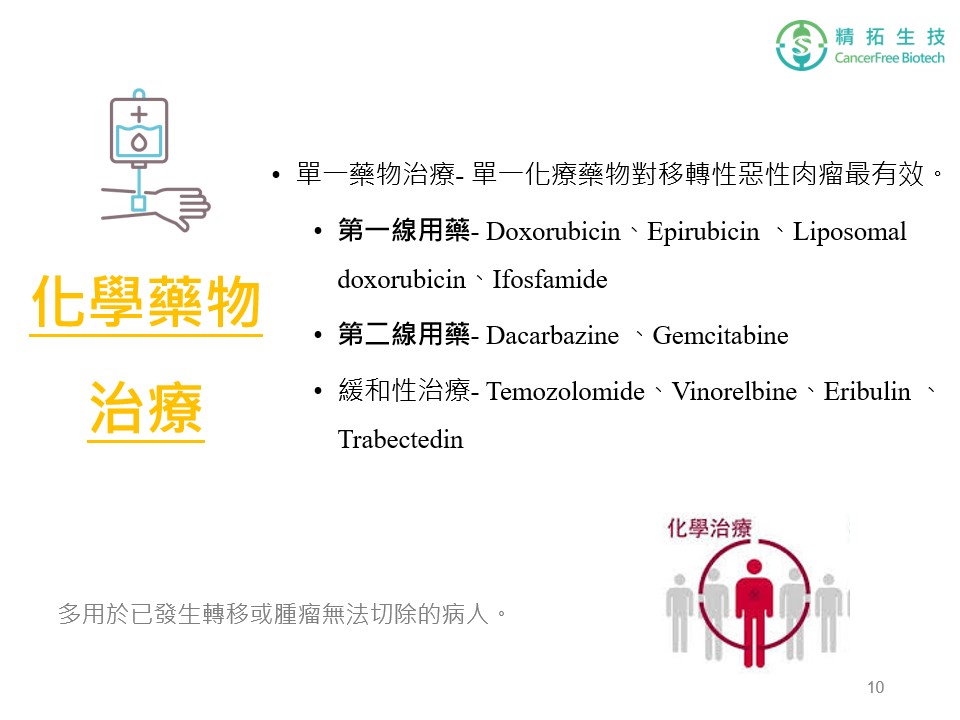 精拓生技
CancerFree Biotech
化學藥物
治療
• 單一藥物治療- 單一化療藥物對移轉性惡性肉瘤最有效。
• 第一線用藥- Doxorubicin、Epirubicin 、Liposomal
doxorubicin、Ifosfamide
• 第二線用藥- Dacarbazine 、Gemcitabine
• 緩和性治療- Temozolomide、Vinorelbine、Eribulin 、
Trabectedin
化學治療
多用於已發生轉移或腫瘤無法切除的病人。
10